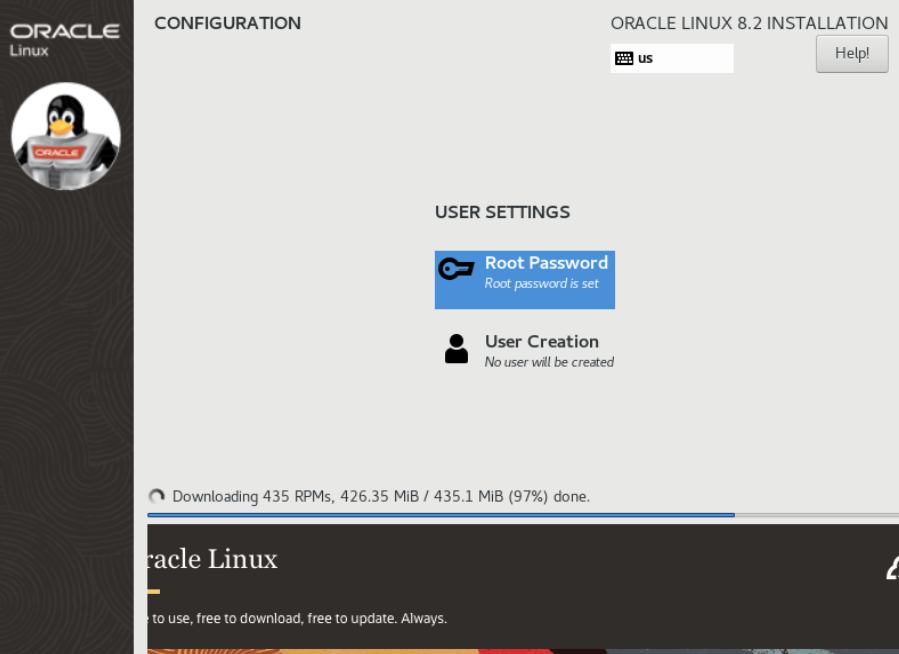 ORACLE
Linux
ORACLE
CONFIGURATION
ORACLE LINUX 8.2 INSTALLATION
us
Help!
USER SETTINGS
Root Password
Root password is set
User Creation
No user will be created
Downloading 435 RPMs, 426.35 MiB / 435.1 MiB (97%) done.
racle Linux
to use, free to download, free to update. Always.